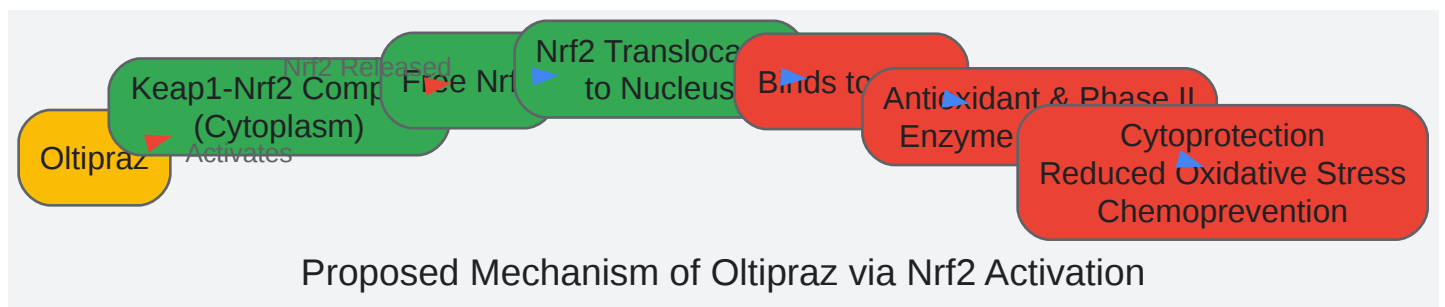 Oltipraz
Activates
Keap1-Nrf2 Comp
(Cytoplasm)
Nrf2 Released
Free Nrf
Nrf2 Transloca
to Nucleus
Binds to
Antioxidant & Phase II
Enzyme
Cytoprotection
Reduced Oxidative Stress
Chemoprevention
Proposed Mechanism of Oltipraz via Nrf2 Activation